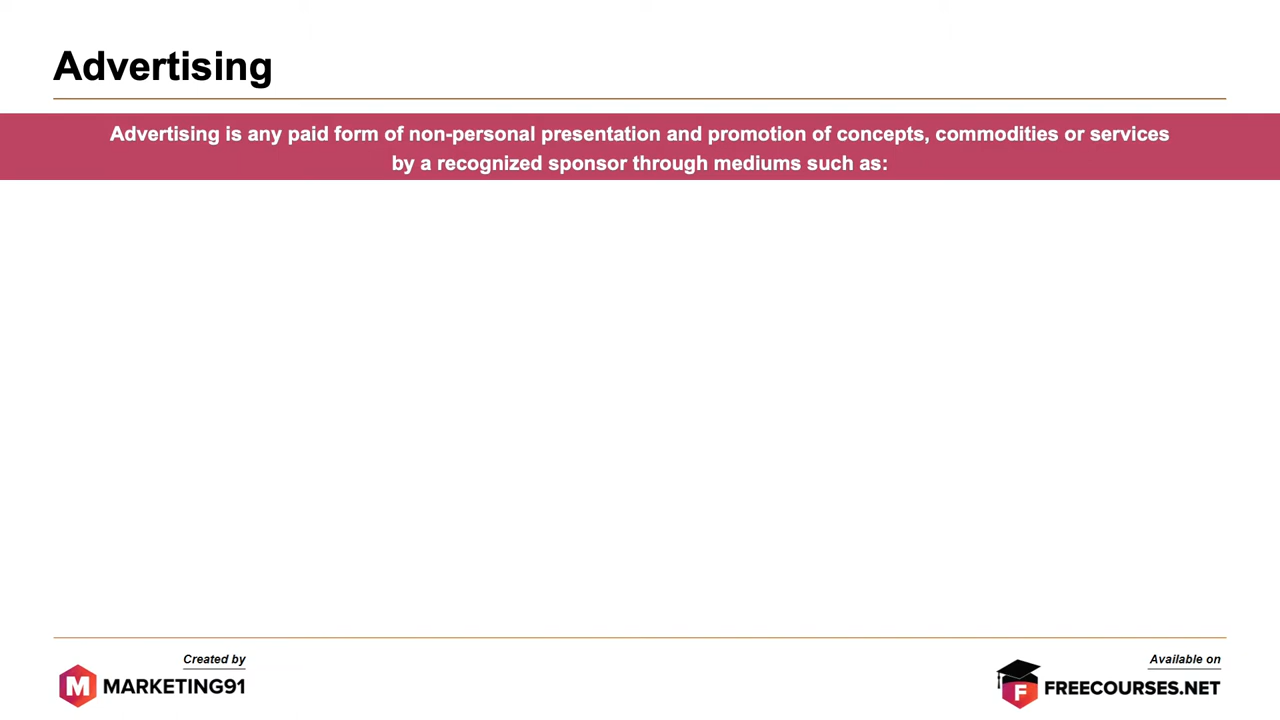 Advertising
Advertising is any paid form of non-personal presentation and promotion of concepts, commodities or services
by a recognized sponsor through mediums such as:
Created by
M MARKETING91
Available on
F FREECOURSES.NET